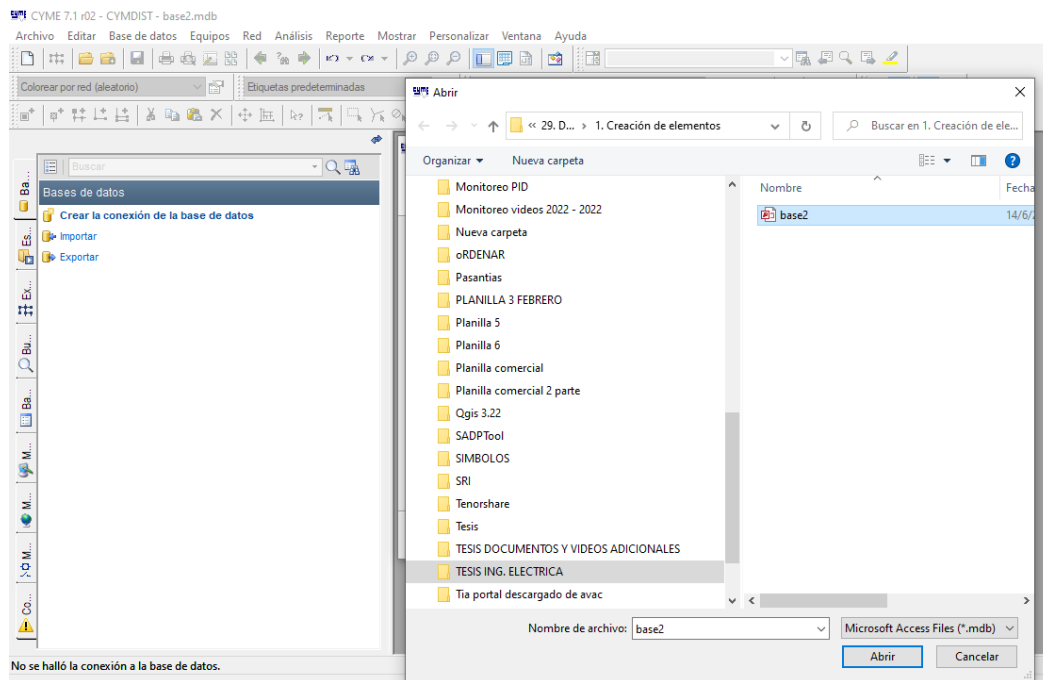 CYME 7.1 r02 - CYMDIST - base2.mdb
Archivo Editar Base de datos Equipos Red Análisis Reporte Mostrar Personalizar Ventana Ayuda
Colorear por red (aleatorio)
Etiquetas predeterminadas
Buscar
Bases de datos
Crear la conexión de la base de datos
Importar
Exportar
Ba...
Es...
Ex...
Bu...
Ba...
M...
M...
M...
Co...
No se halló la conexión a la base de datos.
Abrir
« 29. D... › 1. Creación de elementos
Buscar en 1. Creación de ele...
Organizar
Nueva carpeta
Monitoreo PID
Monitoreo videos 2022 - 2022
Nueva carpeta
oRDENAR
Pasantias
PLANILLA 3 FEBRERO
Planilla 5
Planilla 6
Planilla comercial
Planilla comercial 2 parte
Qgis 3.22
SADPTool
SIMBOLOS
SRI
Tenorshare
Tesis
TESIS DOCUMENTOS Y VIDEOS ADICIONALES
TESIS ING. ELECTRICA
Tia portal descargado de avac
Nombre
Fecha
base2
14/6/
Nombre de archivo: base2
Microsoft Access Files (*.mdb)
Abrir
Cancelar